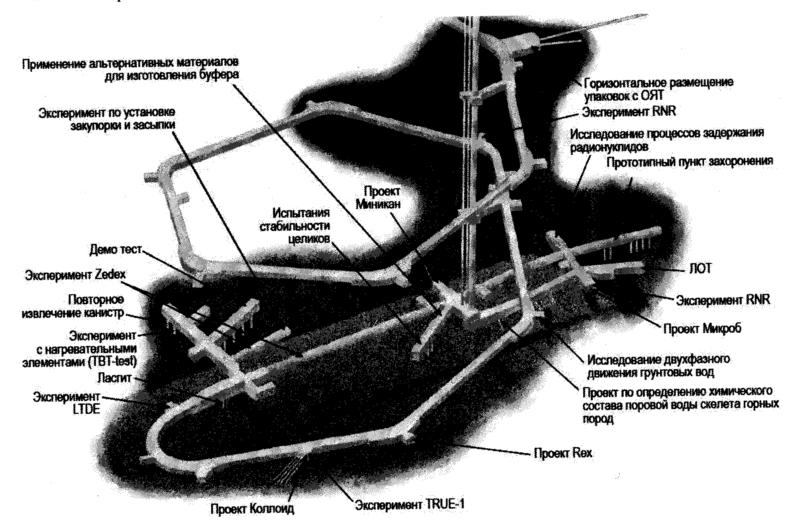 Применение альтернативных материалов
для изготовления буфера
Эксперимент по установке
закупорки и засыпки
Горизонтальное размещение
упаковок с ОЯТ
Эксперимент RNR
Исследование процессов задержания
радионуклидов
Прототипный пункт захоронения
Проект
Миникан
Испытания
стабильности
целиков
Демо тест
Эксперимент Zedex
Повторное
извлечение канистр
Эксперимент
с нагревательными
элементами (TBT-test)
Ласгит
Эксперимент
LTDE
ЛОТ
Эксперимент RNR
Проект Микроб
Исследование двухфазного
движения грунтовых вод
Проект по определению химического
состава поровой воды скелета горных
пород
Проект Rex
Эксперимент TRUE-1
Проект Коллоид